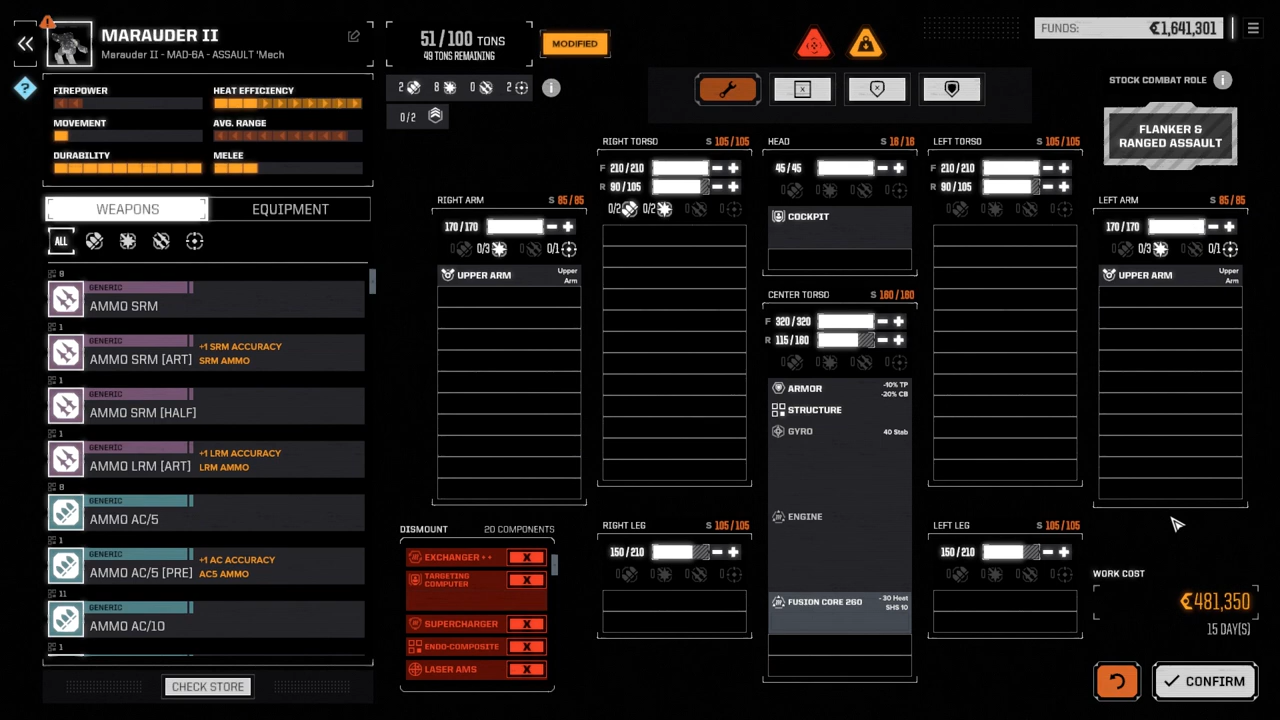 MARAUDER II
Marauder II - MAD-6A - ASSAULT 'Mech
51/100 TONS
49 TONS REMAINING
MODIFIED
FUNDS: €1,641,301
2 8 0 2
0/2
FIREPOWER
HEAT EFFICIENCY
MOVEMENT
AVG. RANGE
DURABILITY
MELEE
WEAPONS
EQUIPMENT
ALL
8
GENERIC
AMMO SRM
1
GENERIC
AMMO SRM [ART]
+1 SRM ACCURACY
SRM AMMO
1
GENERIC
AMMO SRM [HALF]
1
GENERIC
AMMO LRM [ART]
+1 LRM ACCURACY
LRM AMMO
8
GENERIC
AMMO AC/5
1
GENERIC
AMMO AC/5 [PRE]
+1 AC ACCURACY
AC5 AMMO
11
GENERIC
AMMO AC/10
1
CHECK STORE
RIGHT ARM S 85/85
170/170
0/3 0/1
UPPER ARM Upper Arm
RIGHT TORSO S 105/105
F 210/210
R 90/105
0/2 0/2
HEAD S 16/16
45/45
COCKPIT
CENTER TORSO S 160/160
F 320/320
R 115/160
ARMOR -10% TP
-20% CB
STRUCTURE
GYRO 40 Stab
ENGINE
FUSION CORE 260 - 30 Heat
SHS 10
LEFT TORSO S 105/105
F 210/210
R 90/105
STOCK COMBAT ROLE
FLANKER &
RANGED ASSAULT
LEFT ARM S 85/85
170/170
0/3 0/1
UPPER ARM Upper Arm
DISMOUNT 20 COMPONENTS
EXCHANGER ++ X
TARGETING COMPUTER X
SUPERCHARGER X
ENDO-COMPOSITE X
LASER AMS X
RIGHT LEG S 105/105
150/210
LEFT LEG S 105/105
150/210
WORK COST
€481,350
15 DAY(S)
CONFIRM